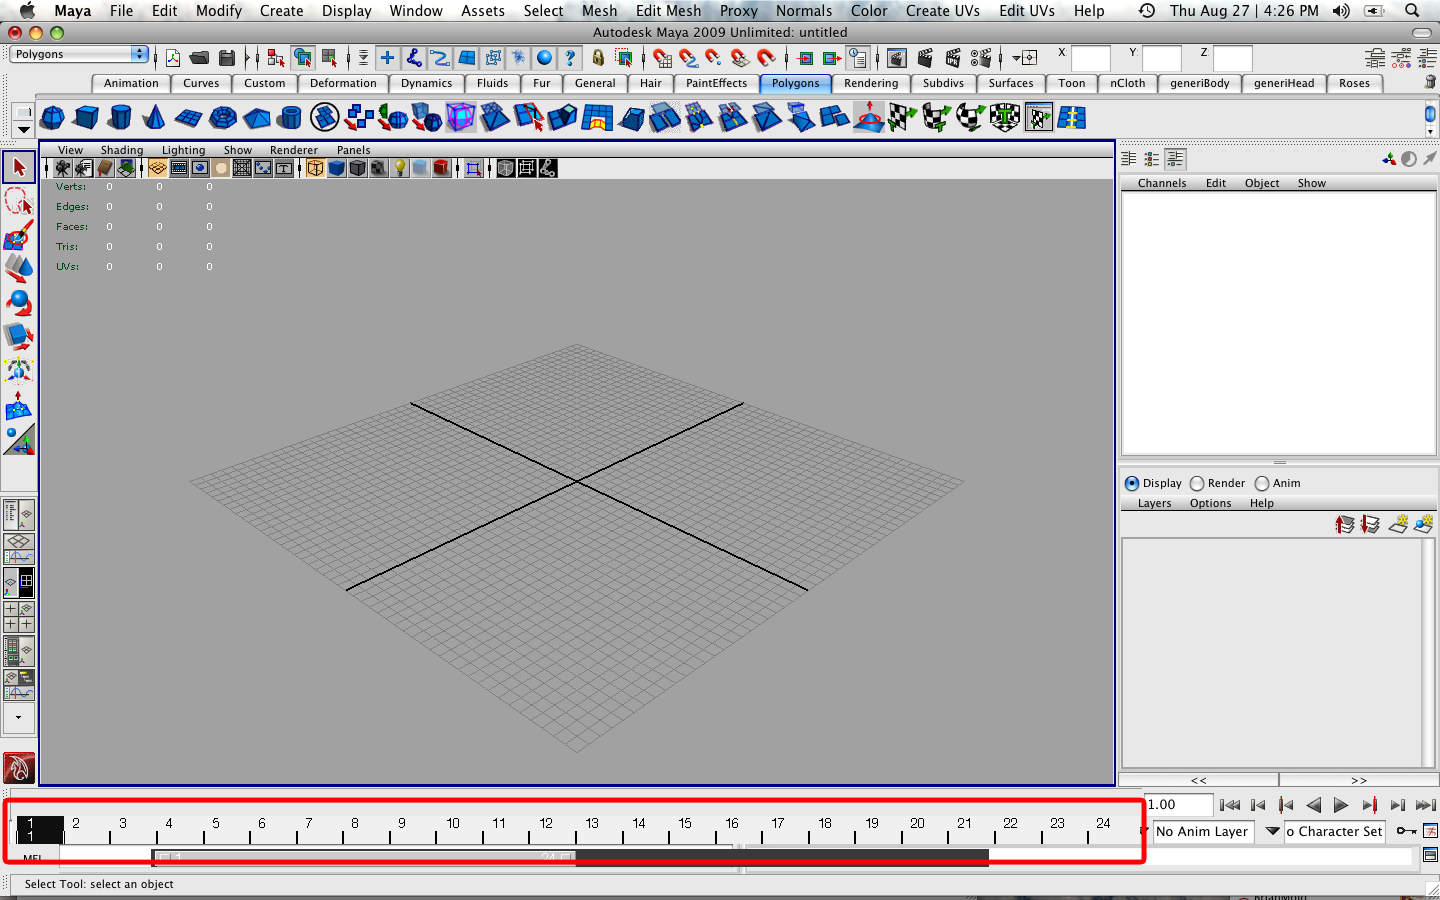 Maya File Edit Modify Create Display Window Assets Select Mesh Edit Mesh Proxy Normals Color Create UVs Edit UVs Help Thu Aug 27 | 4:26 PM
Autodesk Maya 2009 Unlimited: untitled
Polygons X: Y: Z:
Animation Curves Custom Deformation Dynamics Fluids Fur General Hair PaintEffects Polygons Rendering Subdivs Surfaces Toon nCloth generiBody generiHead Roses
View Shading Lighting Show Renderer Panels
Verts: 0 0 0
Edges: 0 0 0
Faces: 0 0 0
Tris: 0 0 0
UVs: 0 0 0
Channels Edit Object Show
Display Render Anim
Layers Options Help
<< >>
1.00
1 2 3 4 5 6 7 8 9 10 11 12 13 14 15 16 17 18 19 20 21 22 23 24
1
No Anim Layer o Character Set
MEL 1 24
Select Tool: select an object